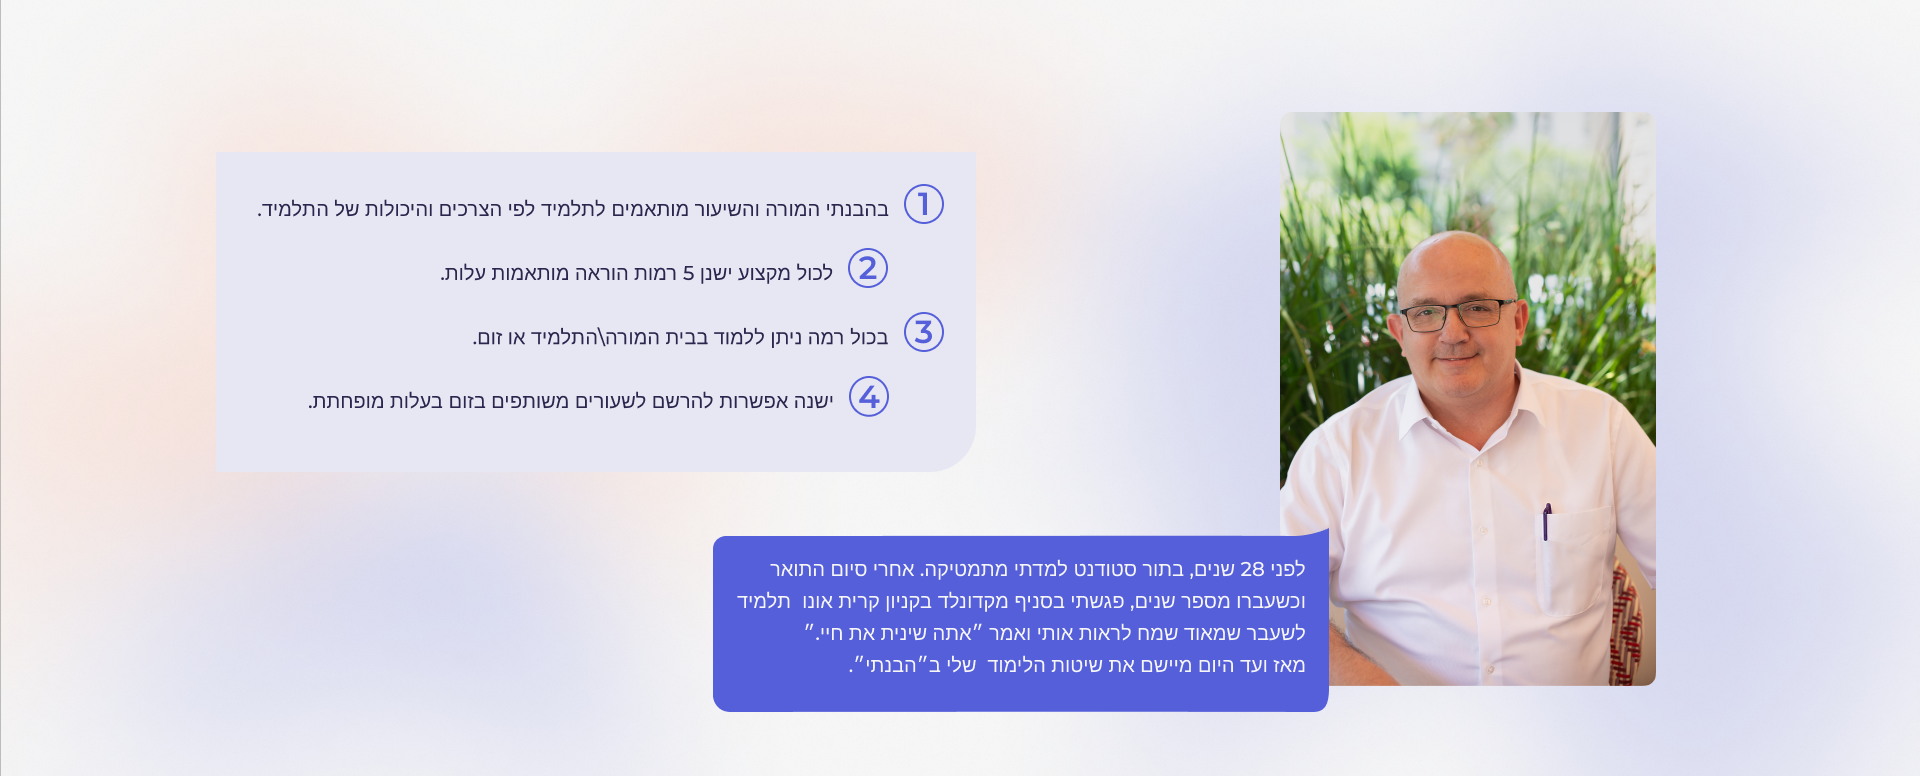 1 בהבנתי המורה והשיעור מותאמים לתלמיד לפי הצרכים והיכולות של התלמיד.
2 לכול מקצוע ישנן 5 רמות הוראה מותאמות עלות.
3 בכול רמה ניתן ללמוד בבית המורה\התלמיד או זום.
4 ישנה אפשרות להרשם לשעורים משותפים בזום בעלות מופחתת.
לפני 28 שנים, בתור סטודנט למדתי מתמטיקה. אחרי סיום התואר
וכשעברו מספר שנים, פגשתי בסניף מקדונלד בקניון קרית אונו  תלמיד
לשעבר שמאוד שמח לראות אותי ואמר ״אתה שינית את חיי.״
מאז ועד היום מיישם את שיטות הלימוד  שלי ב״הבנתי״.